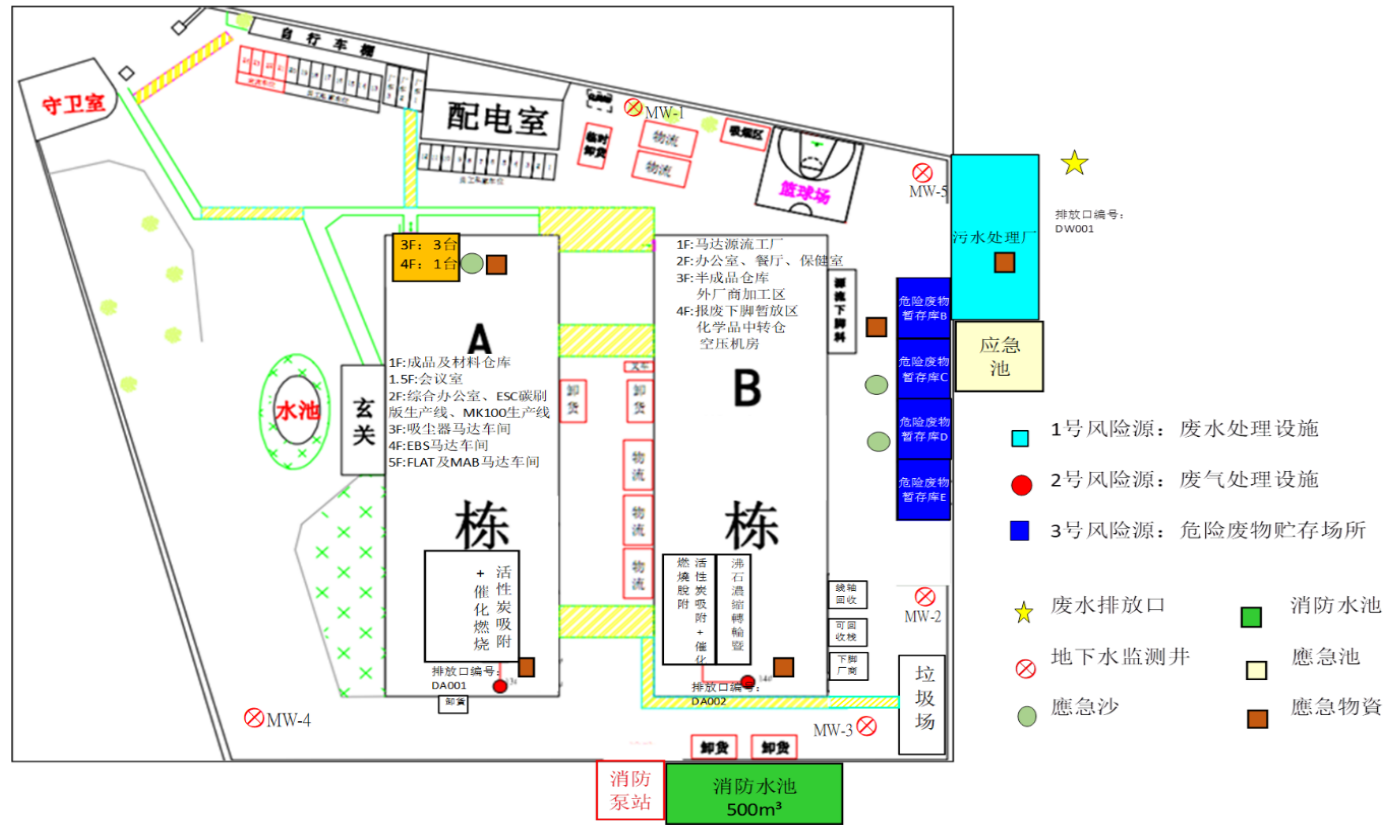 自行车棚
守卫室
配电室
临时
卸货
MW-1
物流
物流
吸烟区
篮球场
MW-5
排放口编号：
DW001
污水处理厂
3F：3台
4F：1台
1F:马达源流工厂
2F:办公室、餐厅、保健室
3F:半成品仓库
外厂商加工区
4F:报废下脚暂放区
化学品中转仓
空压机房
源流下脚料
危险废物
暂存库B
危险废物
暂存库C
危险废物
暂存库D
危险废物
暂存库E
应急
池
A
栋
1F:成品及材料仓库
1.5F:会议室
2F:综合办公室、ESC碳刷
版生产线、MK100生产线
3F:吸尘器马达车间
4F:EBS马达车间
5F:FLAT及MAB马达车间
玄关
水池
卸货
卸货
物流
物流
物流
B
栋
活性炭吸附
+催化燃烧
排放口编号：
DA001
卸货
沸石濃縮轉輪暨
活性炭吸附+催化
燃燒脫附
排放口编号：
DA002
14#
线轴
回收
可回
收栈
下脚
厂商
MW-2
垃圾场
MW-3
MW-4
卸货
卸货
消防
泵站
消防水池
500m³
1号风险源：废水处理设施
2号风险源：废气处理设施
3号风险源：危险废物贮存场所
废水排放口
消防水池
地下水监测井
應急池
應急沙
應急物資